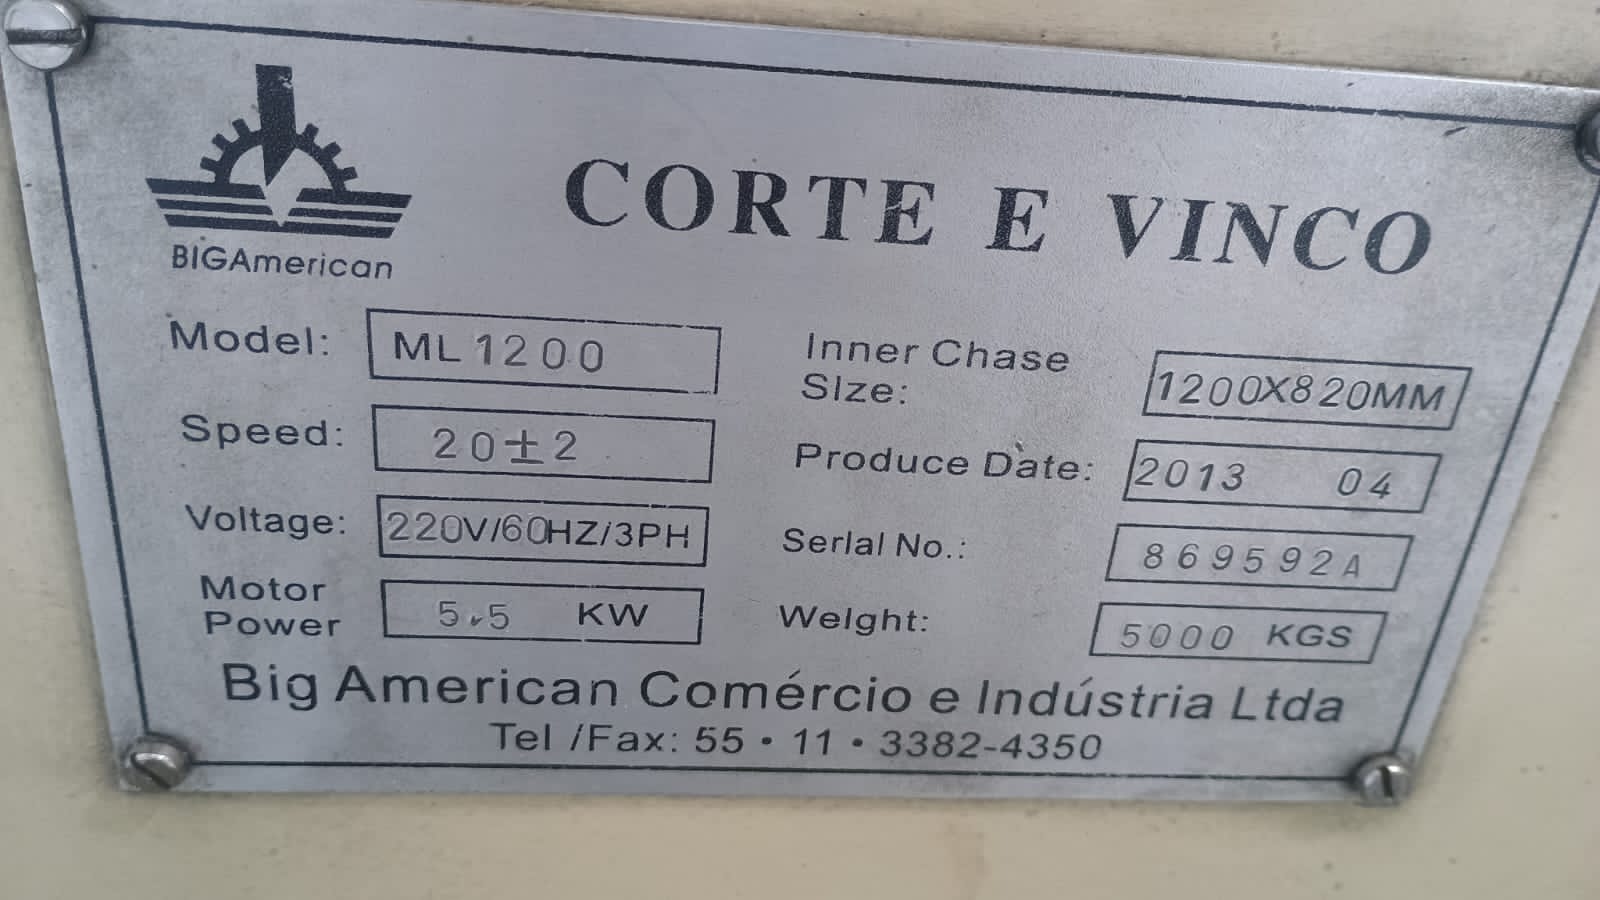 CORTE E VINCO
BIGAmerican
Model: ML1200
Inner Chase
SIze: 1200X820MM
Speed: 20±2
Produce Date: 2013 04
Voltage: 220V/60HZ/3PH
SerIal No.: 869592A
Motor
Power 5.5 KW
WeIght: 5000 KGS
Big American Comércio e Indústria Ltda
Tel /Fax: 55 · 11 · 3382-4350